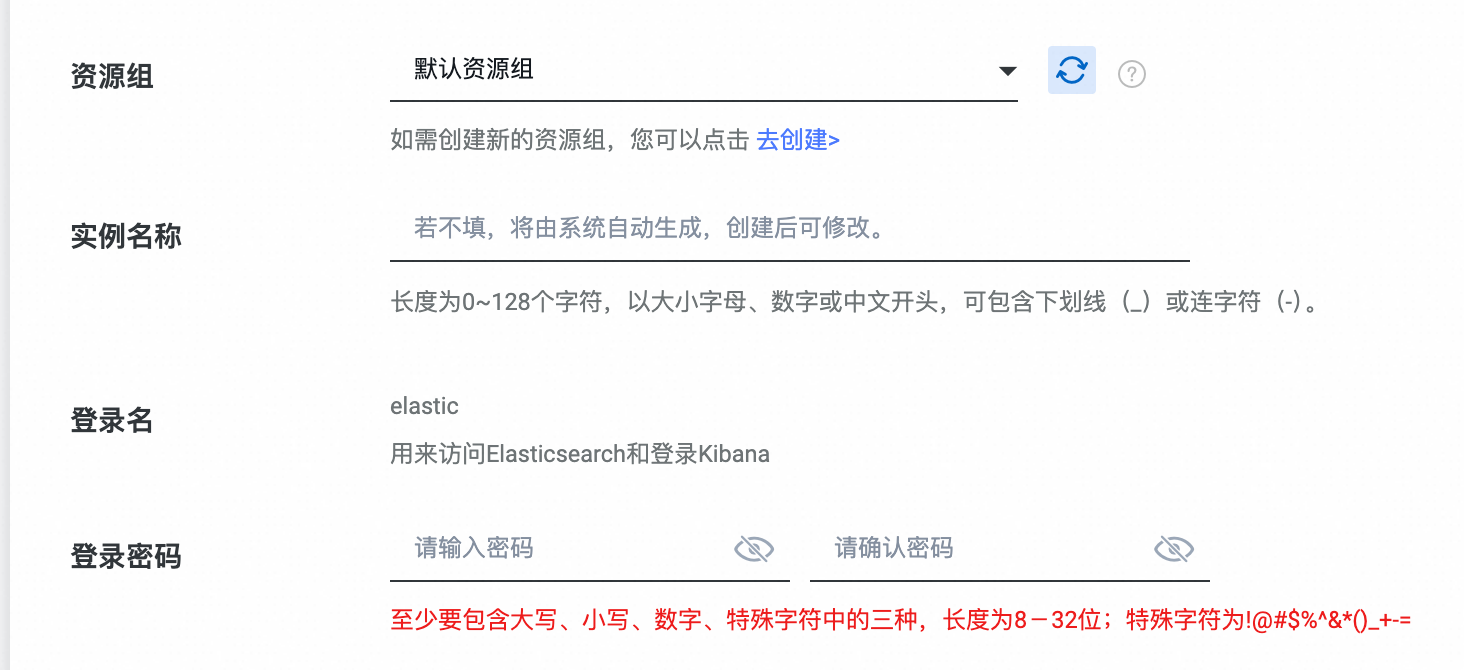 资源组
默认资源组
?
如需创建新的资源组，您可以点击 去创建>
实例名称
若不填，将由系统自动生成，创建后可修改。
长度为0~128个字符，以大小字母、数字或中文开头，可包含下划线（_）或连字符（-）。
登录名
elastic
用来访问Elasticsearch和登录Kibana
登录密码
请输入密码
请确认密码
至少要包含大写、小写、数字、特殊字符中的三种，长度为8－32位；特殊字符为!@#$%^&*()_+-=